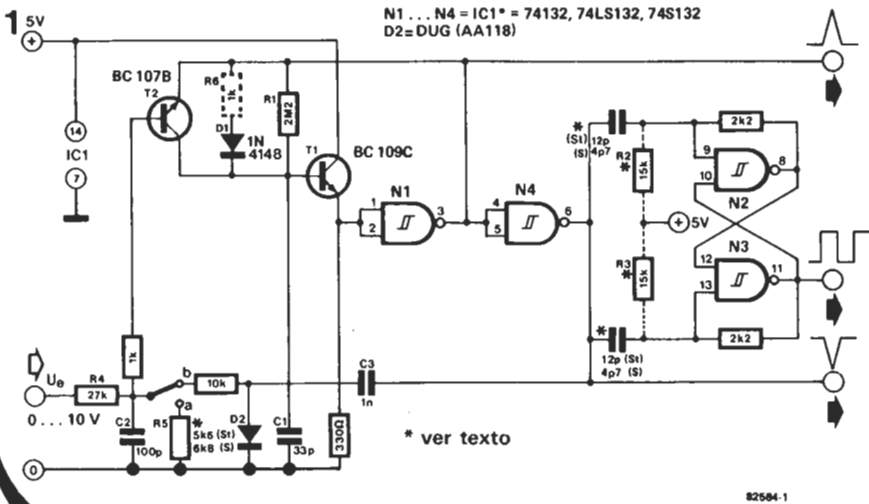 1
5V
N1 . . . N4 = IC1* = 74132, 74LS132, 74S132
D2=DUG (AA118)
BC 107B
T2
R6
1k
R1
2M2
D1
1N
4148
T1
BC 109C
14
IC1
7
N1
1
2
3
N4
4
5
6
*
(St)
(S)
12p
4p7
R2
*
15k
5V
R3
*
15k
2k2
9
10
8
N2
N3
12
13
11
2k2
*
12p (St)
4p7 (S)
1k
Ue
R4
27k
0 . . . 10 V
b
a
10k
C2
100p
R5
*
5k6 (St)
6k8 (S)
D2
C1
33p
C3
1n
330Ω
* ver texto
0
82584-1